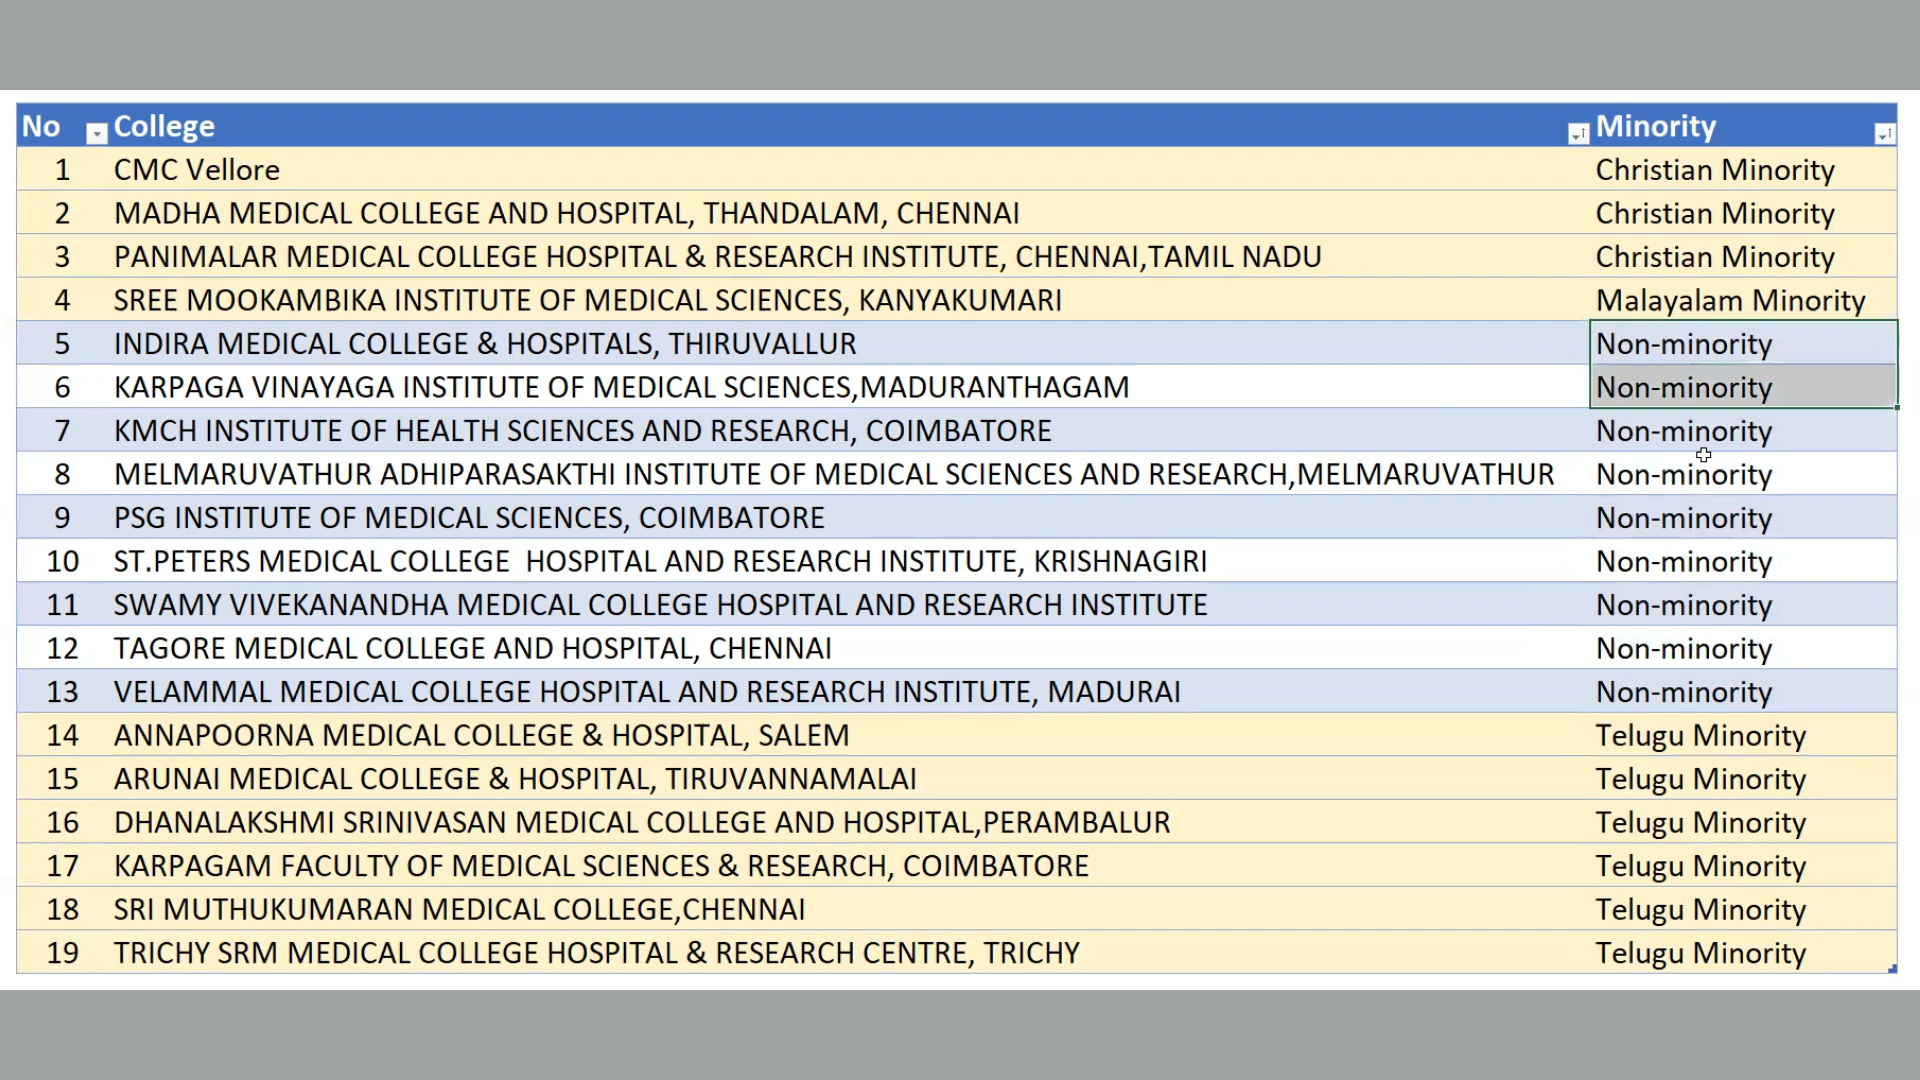 No College Minority
1 CMC Vellore Christian Minority
2 MADHA MEDICAL COLLEGE AND HOSPITAL, THANDALAM, CHENNAI Christian Minority
3 PANIMALAR MEDICAL COLLEGE HOSPITAL & RESEARCH INSTITUTE, CHENNAI,TAMIL NADU Christian Minority
4 SREE MOOKAMBIKA INSTITUTE OF MEDICAL SCIENCES, KANYAKUMARI Malayalam Minority
5 INDIRA MEDICAL COLLEGE & HOSPITALS, THIRUVALLUR Non-minority
6 KARPAGA VINAYAGA INSTITUTE OF MEDICAL SCIENCES,MADURANTHAGAM Non-minority
7 KMCH INSTITUTE OF HEALTH SCIENCES AND RESEARCH, COIMBATORE Non-minority
8 MELMARUVATHUR ADHIPARASAKTHI INSTITUTE OF MEDICAL SCIENCES AND RESEARCH,MELMARUVATHUR Non-minority
9 PSG INSTITUTE OF MEDICAL SCIENCES, COIMBATORE Non-minority
10 ST.PETERS MEDICAL COLLEGE  HOSPITAL AND RESEARCH INSTITUTE, KRISHNAGIRI Non-minority
11 SWAMY VIVEKANANDHA MEDICAL COLLEGE HOSPITAL AND RESEARCH INSTITUTE Non-minority
12 TAGORE MEDICAL COLLEGE AND HOSPITAL, CHENNAI Non-minority
13 VELAMMAL MEDICAL COLLEGE HOSPITAL AND RESEARCH INSTITUTE, MADURAI Non-minority
14 ANNAPOORNA MEDICAL COLLEGE & HOSPITAL, SALEM Telugu Minority
15 ARUNAI MEDICAL COLLEGE & HOSPITAL, TIRUVANNAMALAI Telugu Minority
16 DHANALAKSHMI SRINIVASAN MEDICAL COLLEGE AND HOSPITAL,PERAMBALUR Telugu Minority
17 KARPAGAM FACULTY OF MEDICAL SCIENCES & RESEARCH, COIMBATORE Telugu Minority
18 SRI MUTHUKUMARAN MEDICAL COLLEGE,CHENNAI Telugu Minority
19 TRICHY SRM MEDICAL COLLEGE HOSPITAL & RESEARCH CENTRE, TRICHY Telugu Minority